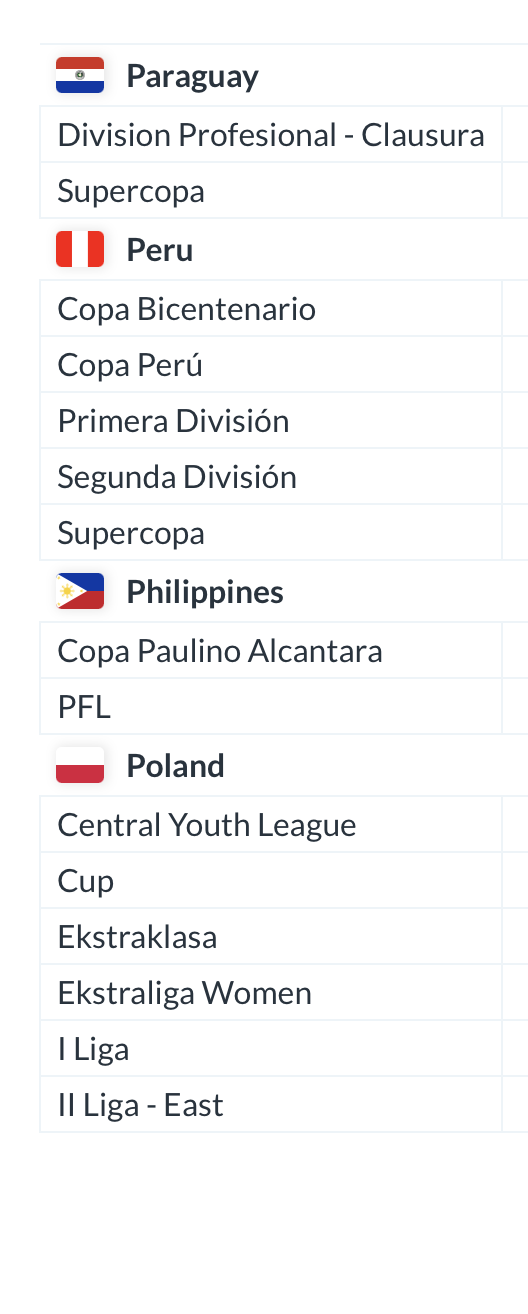 Paraguay
Division Profesional - Clausura
Supercopa
Peru
Copa Bicentenario
Copa Perú
Primera División
Segunda División
Supercopa
Philippines
Copa Paulino Alcantara
PFL
Poland
Central Youth League
Cup
Ekstraklasa
Ekstraliga Women
I Liga
II Liga - East